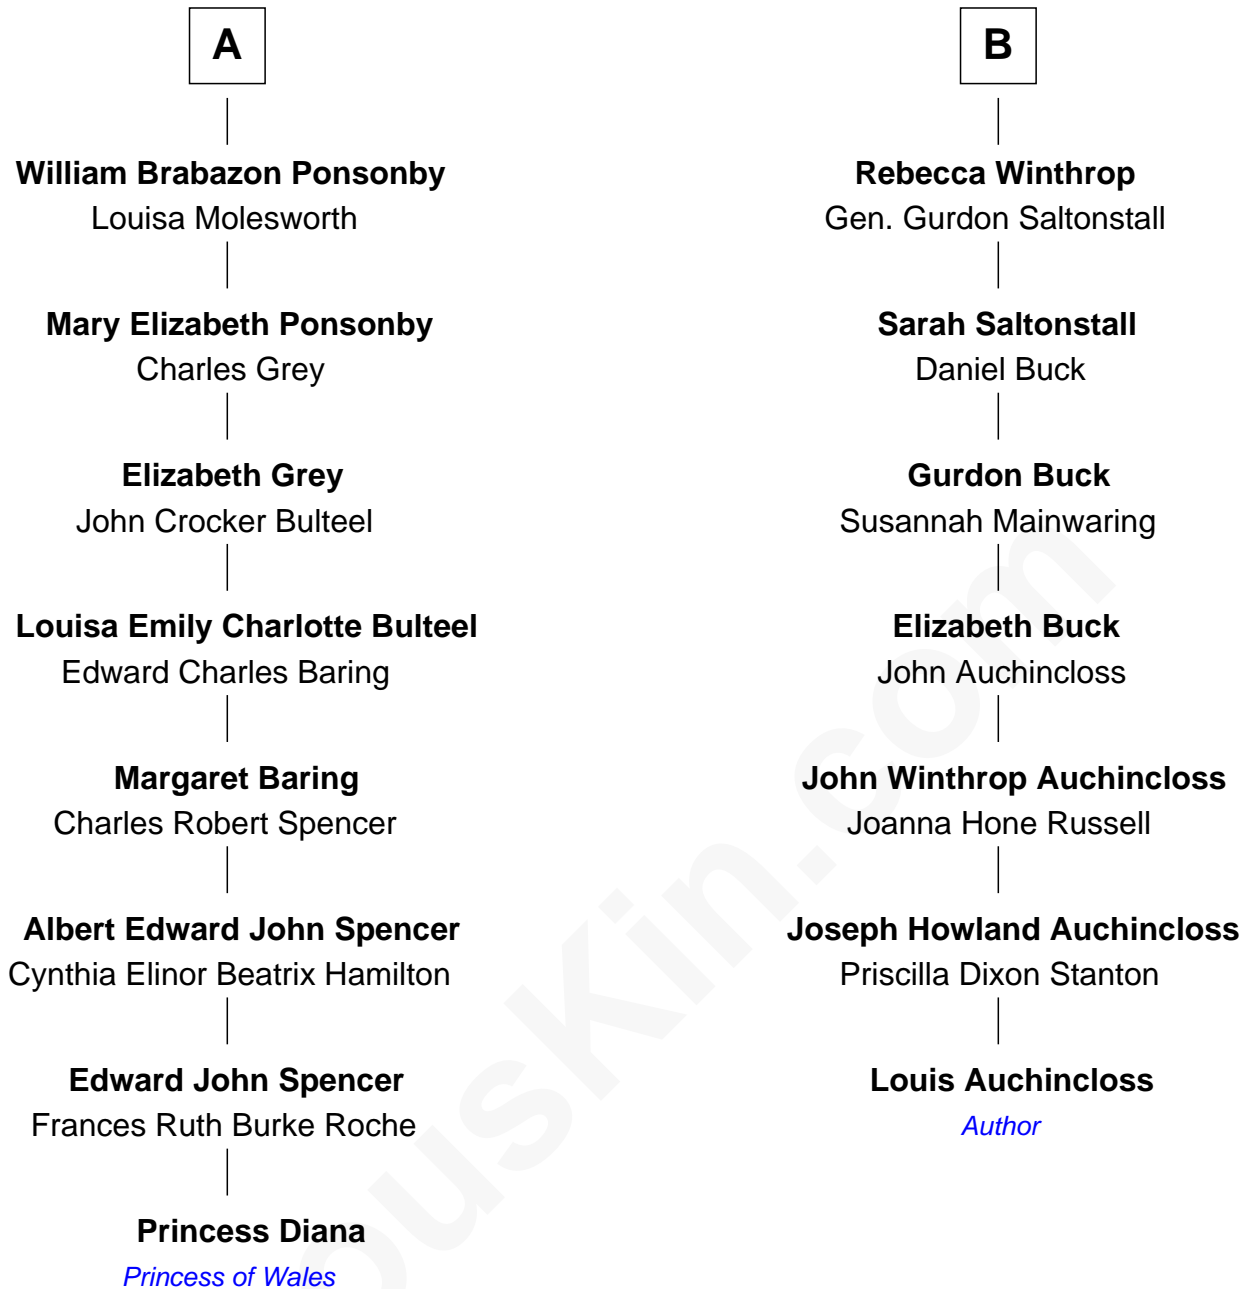 A
William Brabazon Ponsonby
Louisa Molesworth
Mary Elizabeth Ponsonby
Charles Grey
Elizabeth Grey
John Crocker Bulteel
Louisa Emily Charlotte Bulteel
Edward Charles Baring
Margaret Baring
Charles Robert Spencer
Albert Edward John Spencer
Cynthia Elinor Beatrix Hamilton
Edward John Spencer
Frances Ruth Burke Roche
Princess Diana
Princess of Wales
B
Rebecca Winthrop
Gen. Gurdon Saltonstall
Sarah Saltonstall
Daniel Buck
Gurdon Buck
Susannah Mainwaring
Elizabeth Buck
John Auchincloss
John Winthrop Auchincloss
Joanna Hone Russell
Joseph Howland Auchincloss
Priscilla Dixon Stanton
Louis Auchincloss
Author
ousKin.com